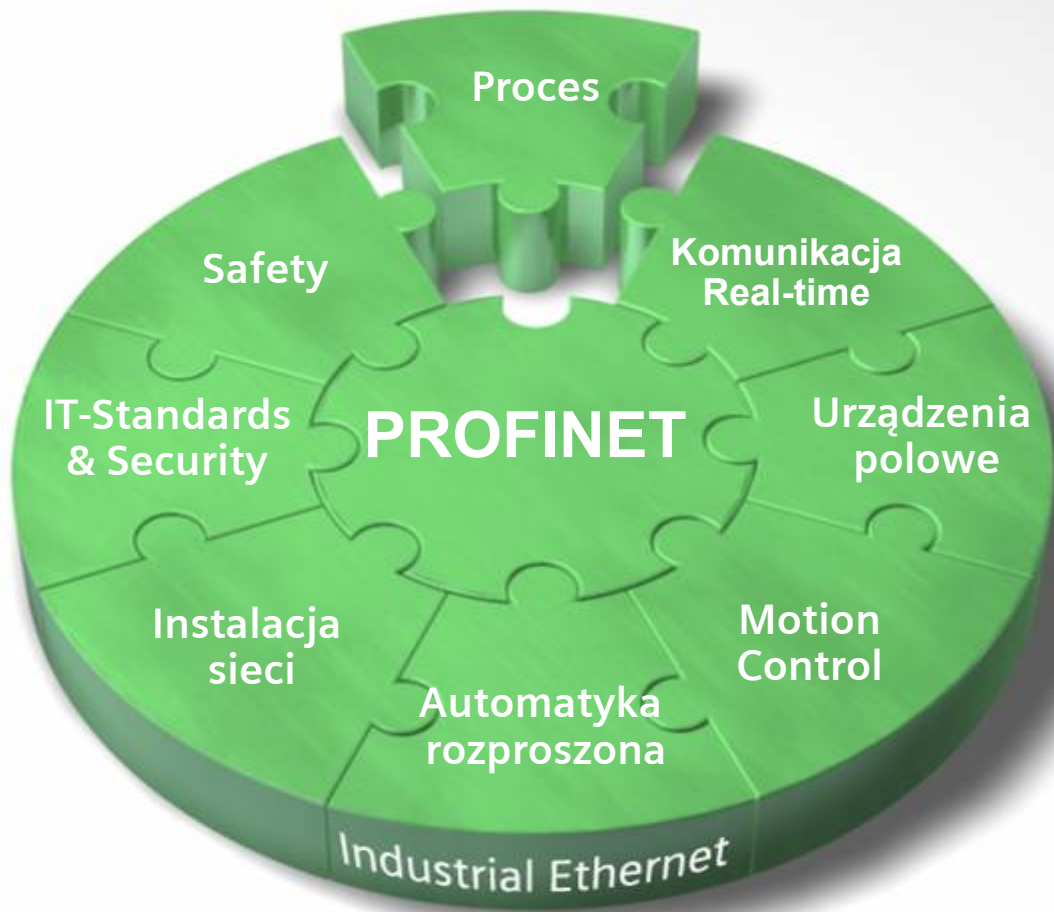 Proces
Safety
Komunikacja
Real-time
IT-Standards
& Security
PROFINET
Urządzenia
polowe
Instalacja
sieci
Motion
Control
Automatyka
rozproszona
Industrial Ethernet